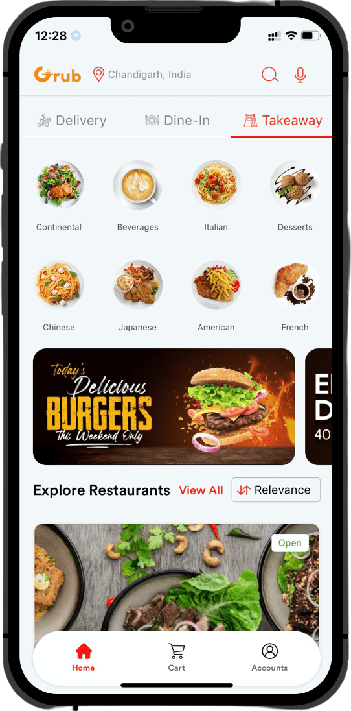 12:28
Grub
Chandigarh, India
Delivery
Dine-In
Takeaway
Continental
Beverages
Italian
Desserts
Chinese
Japanese
American
French
Today's
Delicious
BURGERS
This Weekend Only
40
Explore Restaurants
View All
Relevance
Open
Home
Cart
Accounts